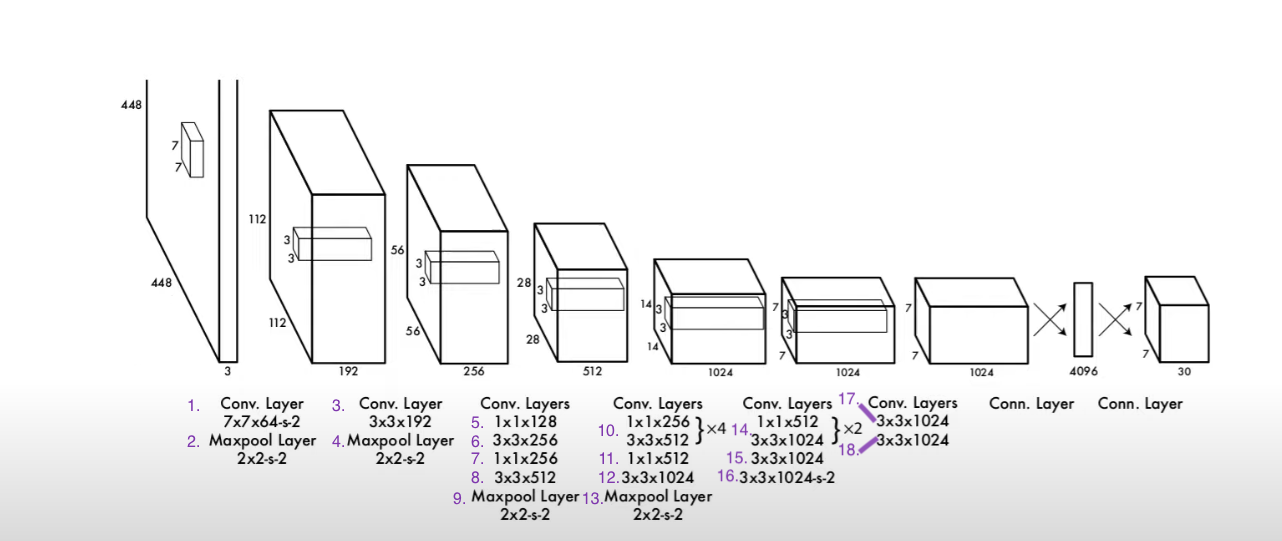 448
7
7
448
3
112
3
3
112
192
56
3
3
56
256
28
3
3
28
512
14
3
3
14
1024
7
3
3
7
1024
7
7
1024
4096
7
7
30
1. Conv. Layer
7x7x64-s-2
2. Maxpool Layer
2x2-s-2
3. Conv. Layer
3x3x192
4. Maxpool Layer
2x2-s-2
Conv. Layers
5. 1x1x128
6. 3x3x256
7. 1x1x256
8. 3x3x512
9. Maxpool Layer
2x2-s-2
Conv. Layers
10. 1x1x256 }x4
3x3x512
11. 1x1x512
12. 3x3x1024
13. Maxpool Layer
2x2-s-2
Conv. Layers
14. 1x1x512 }x2
3x3x1024
15. 3x3x1024
16. 3x3x1024-s-2
17. Conv. Layers
3x3x1024
18. 3x3x1024
Conn. Layer
Conn. Layer